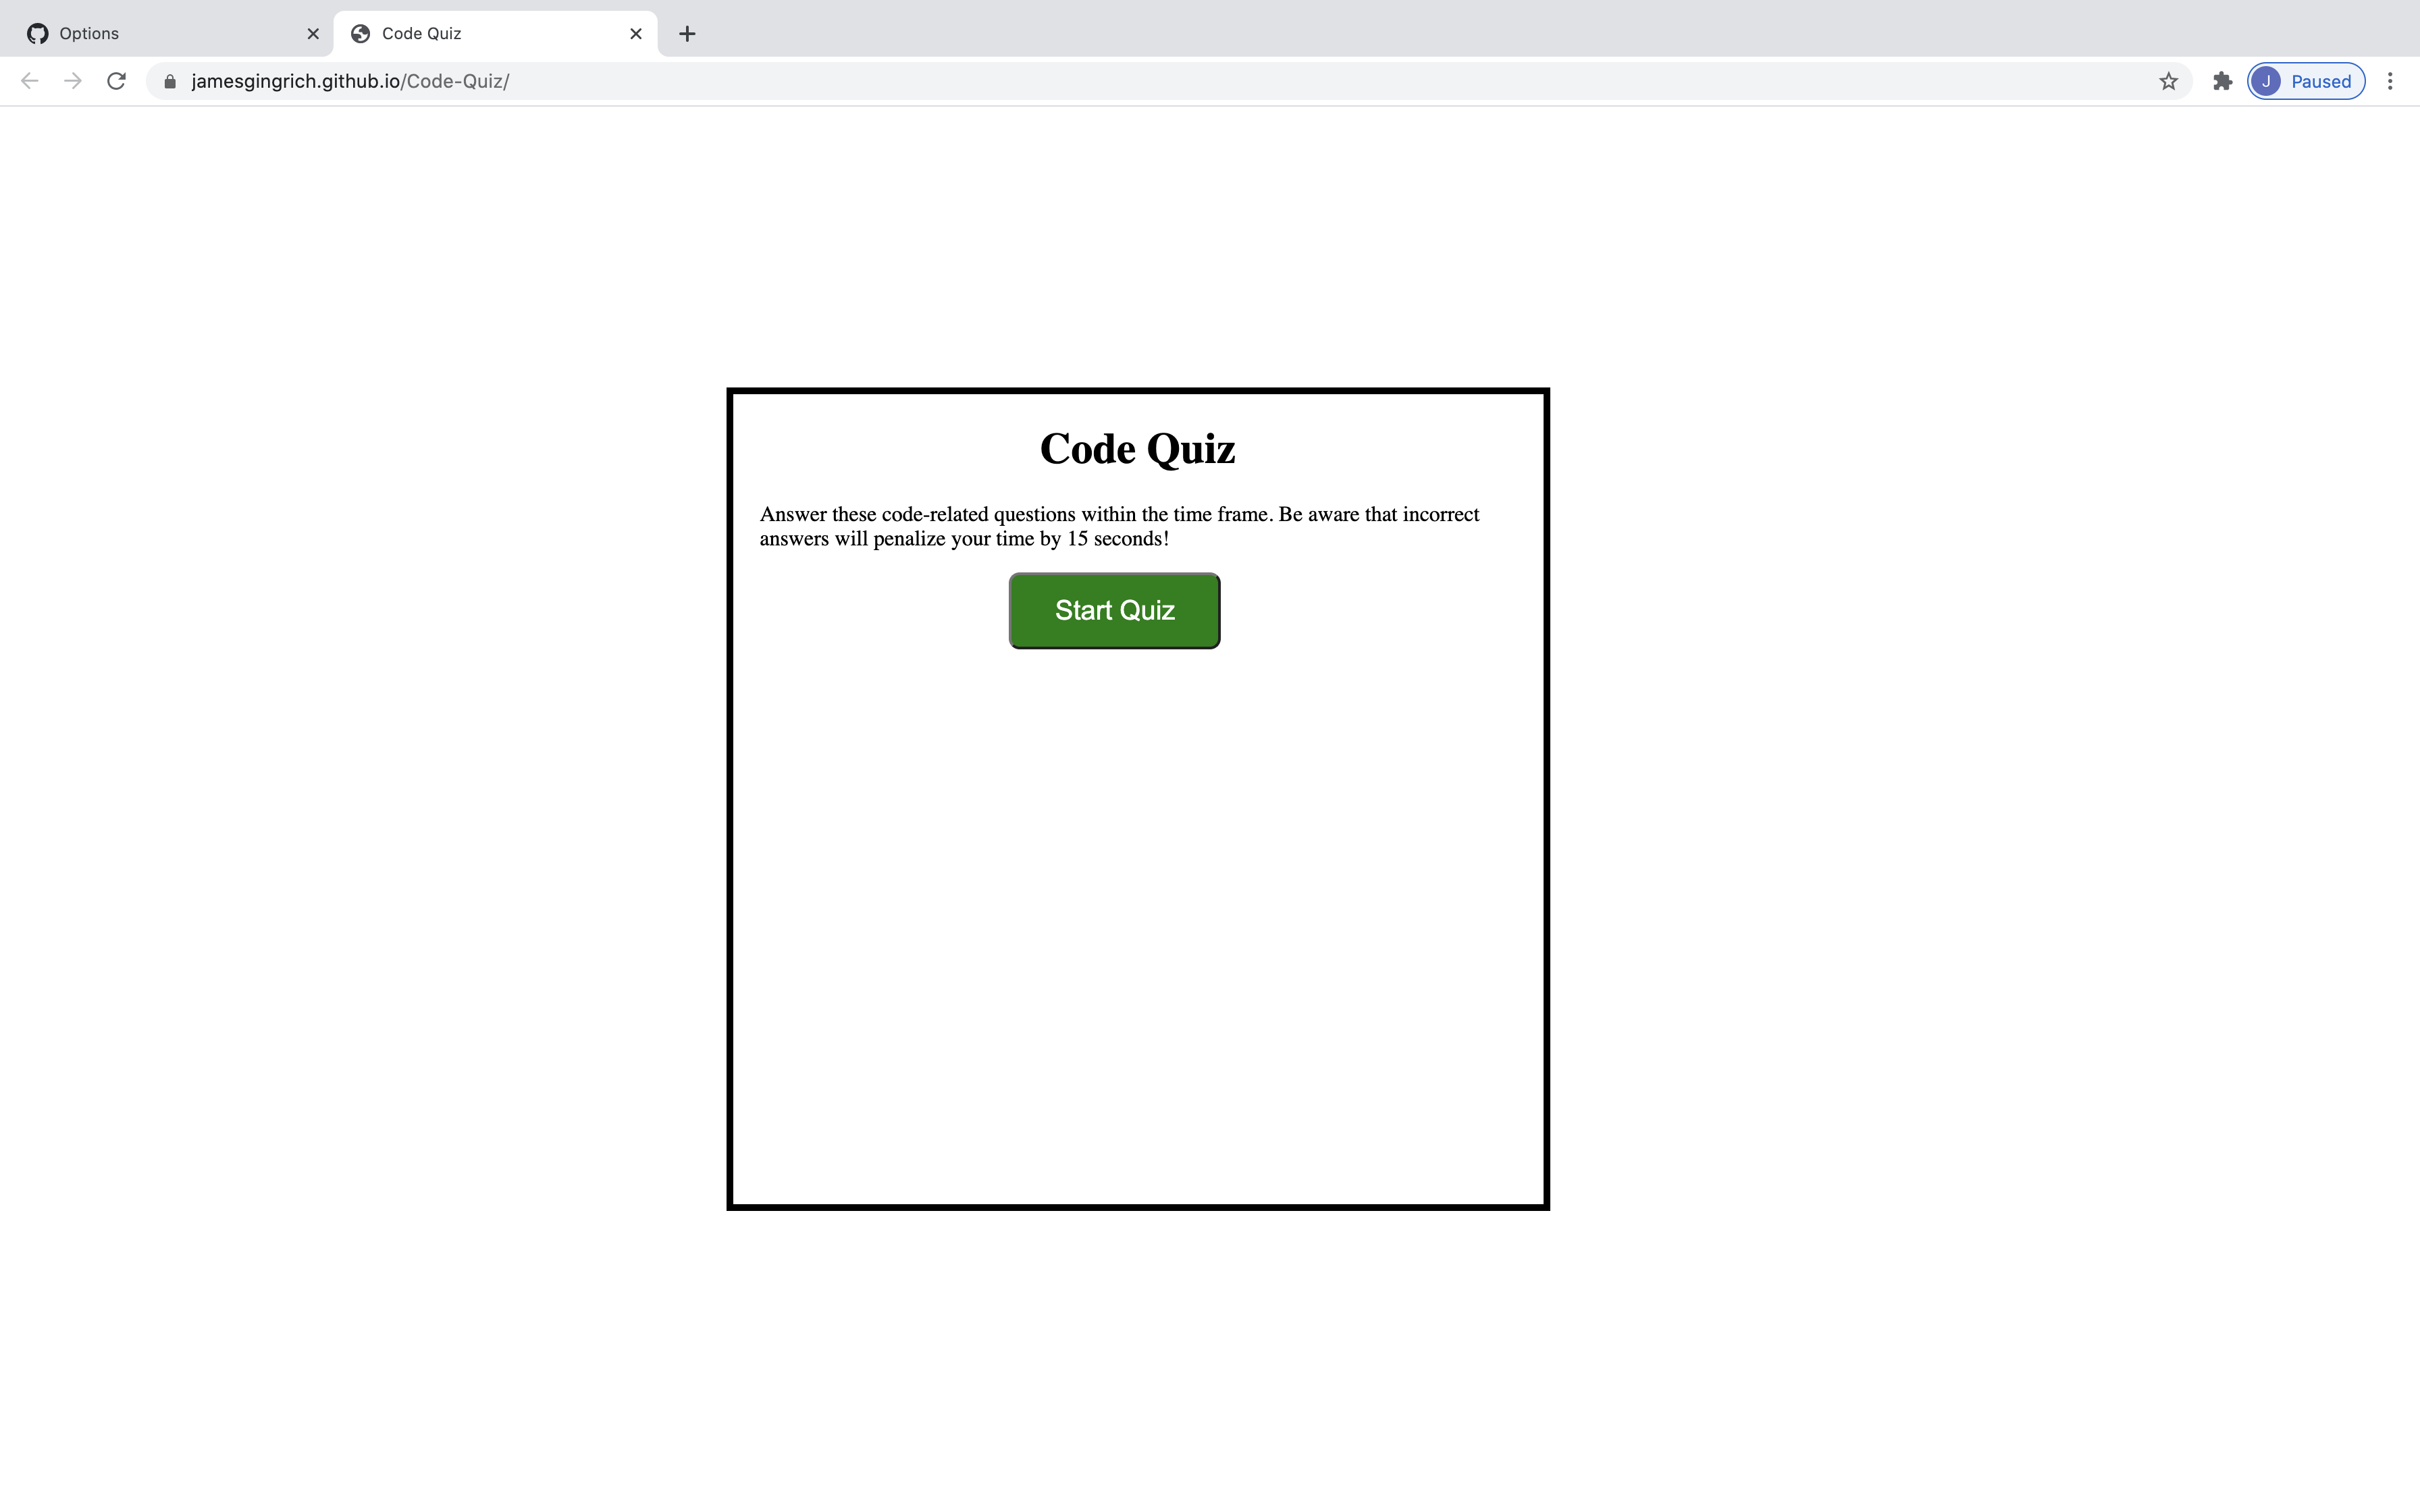 Options
Code Quiz
jamesgingrich.github.io/Code-Quiz/
J
Paused
Code Quiz
Answer these code-related questions within the time frame. Be aware that incorrect
answers will penalize your time by 15 seconds!
Start Quiz